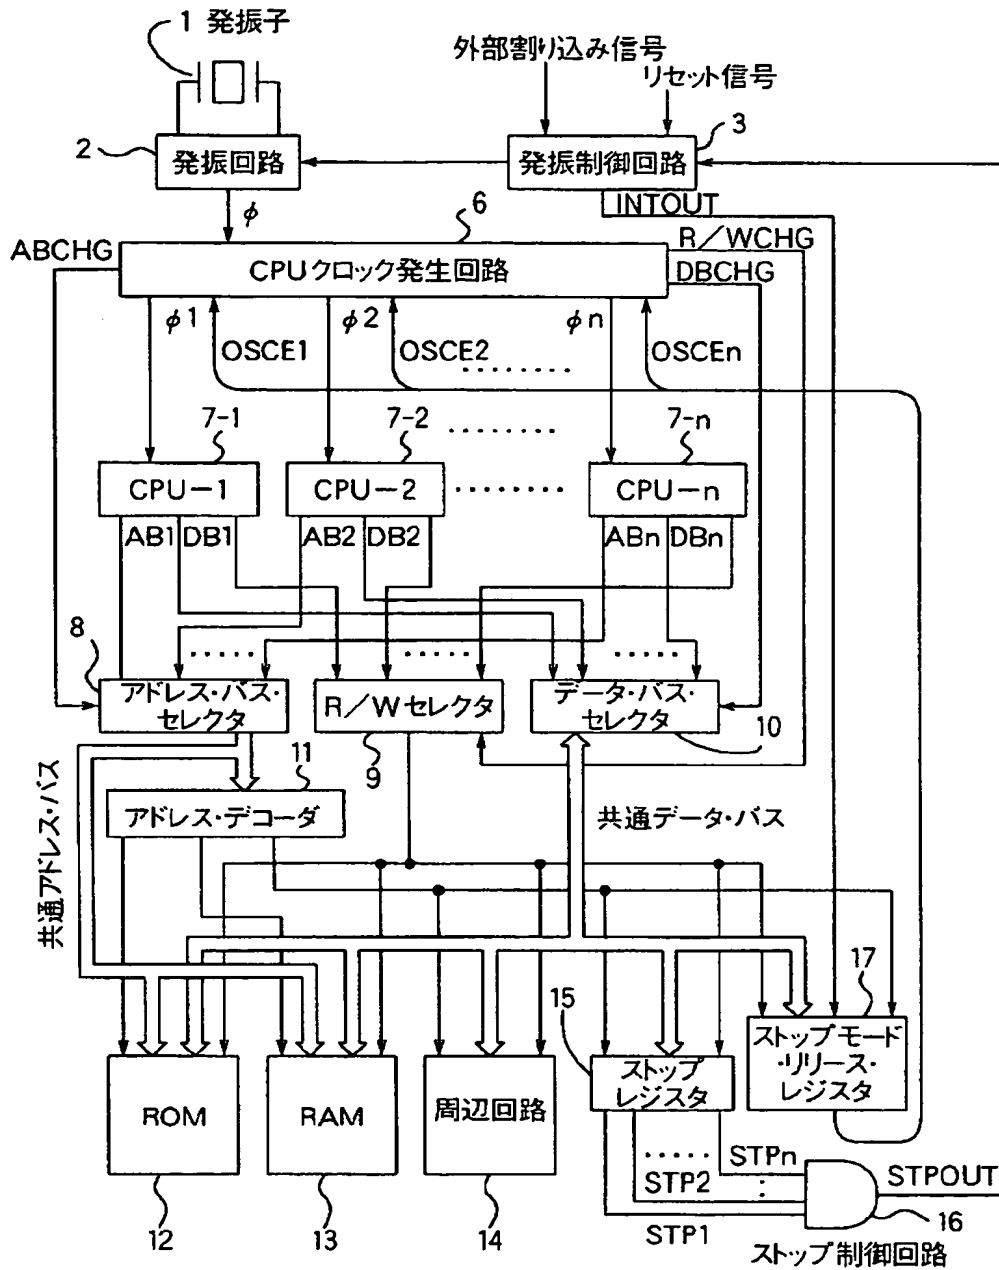 1 発振子
外部割り込み信号
リセット信号
2
発振回路
3
発振制御回路
φ
INTOUT
6
ABCHG
R/WCHG
CPUクロック発生回路
DBCHG
φ1
φ2
φn
OSCE1
OSCE2
OSCEn
7-1
7-2
7-n
CPU-1
CPU-2
CPU-n
AB1
DB1
AB2
DB2
ABn
DBn
8
アドレス・バス・
セレクタ
R/Wセレクタ
データ・バス・
セレクタ
9
10
11
アドレス・デコーダ
共通アドレス・バス
共通データ・バス
15
17
ストップモード
・リリース・
レジスタ
ストップ
レジスタ
ROM
RAM
周辺回路
12
13
14
STPn
STP2
STP1
STPOUT
16
ストップ制御回路